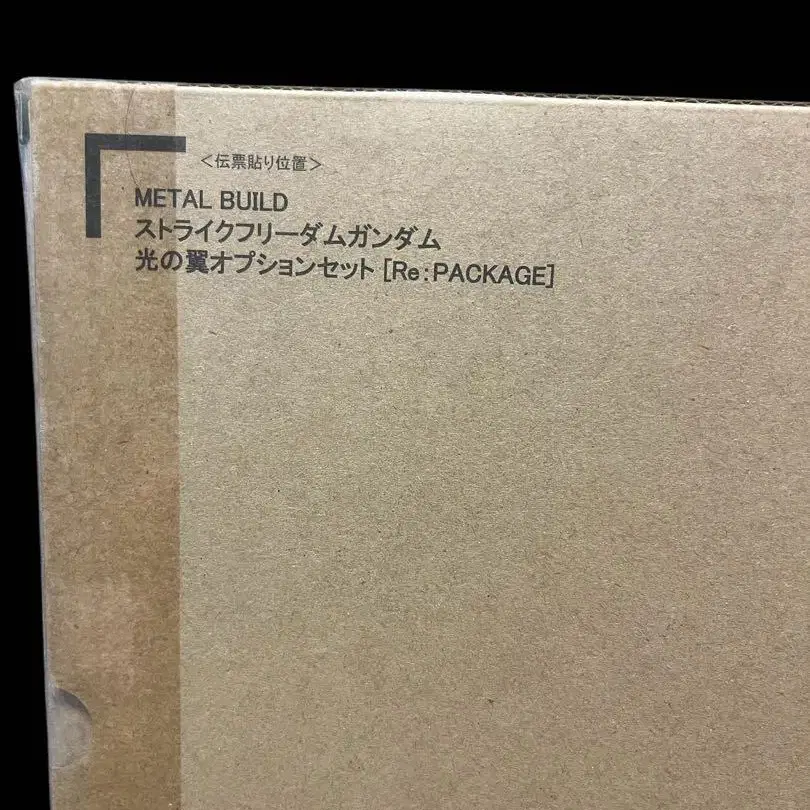 ＜伝票貼り位置＞
METAL BUILD
ストライクフリーダムガンダム
光の翼オプションセット [Re:PACKAGE]